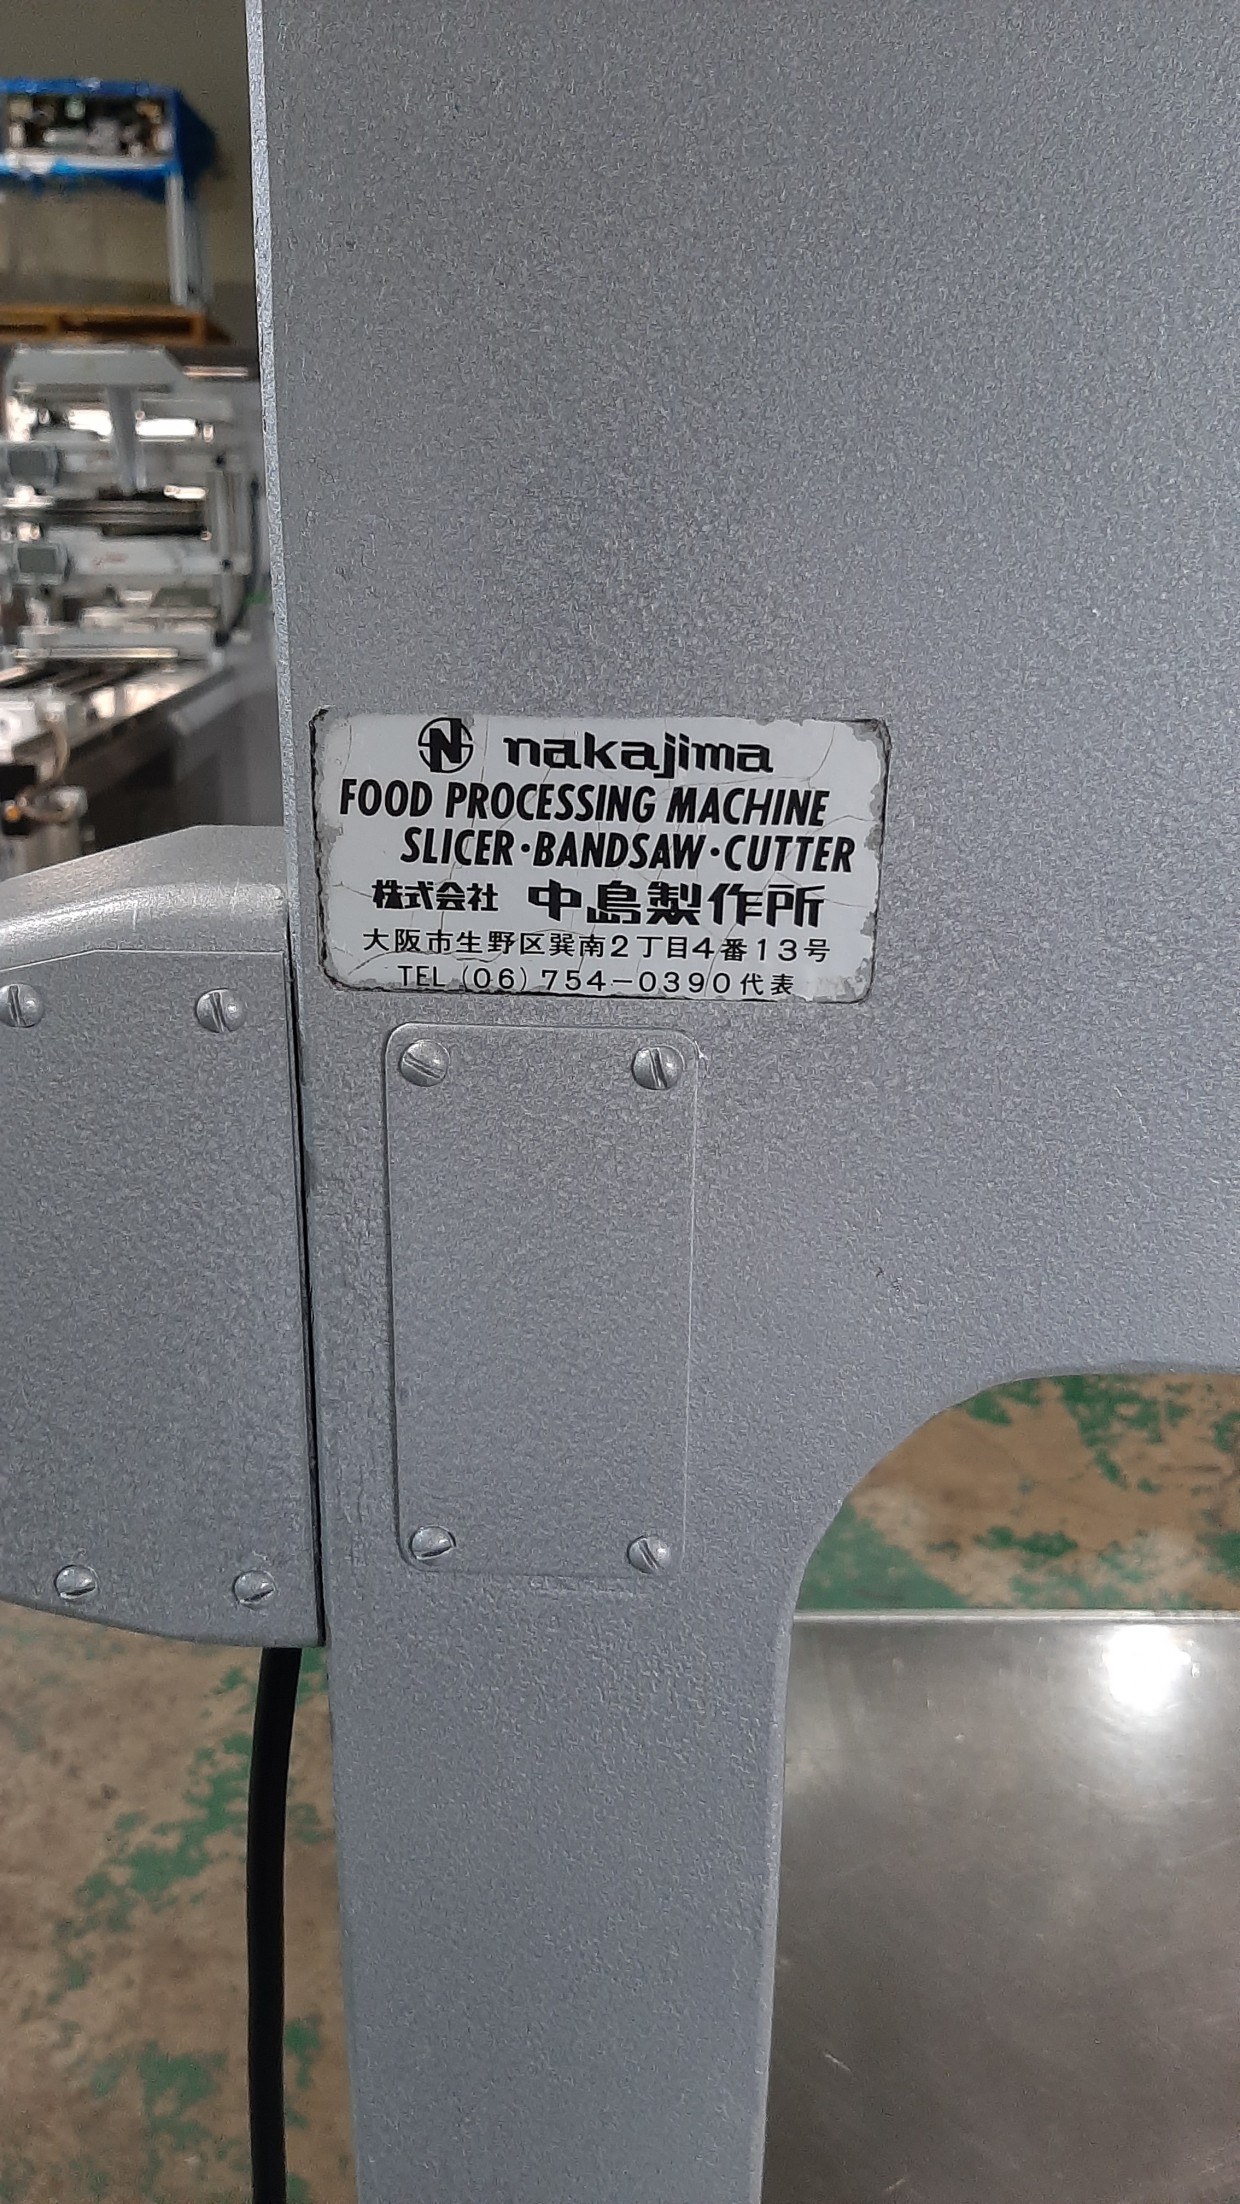 N nakajima
FOOD PROCESSING MACHINE
SLICER・BANDSAW・CUTTER
株式会社 中島製作所
大阪市生野区巽南2丁目4番13号
TEL (06) 754-0390代表